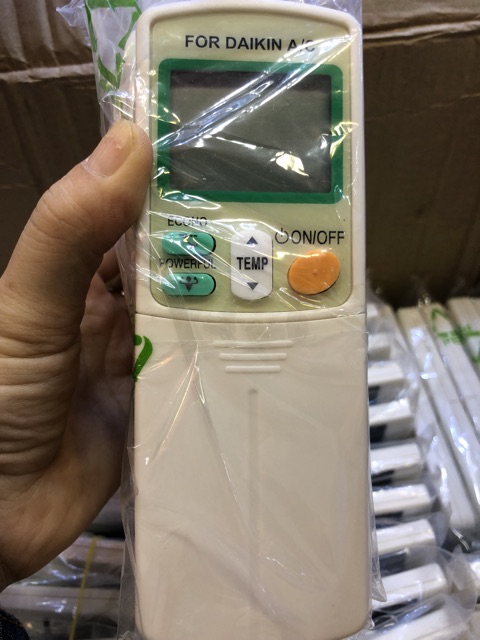 FOR DAIKIN A/C
ECONO
ON/OFF
POWERFUL
TEMP